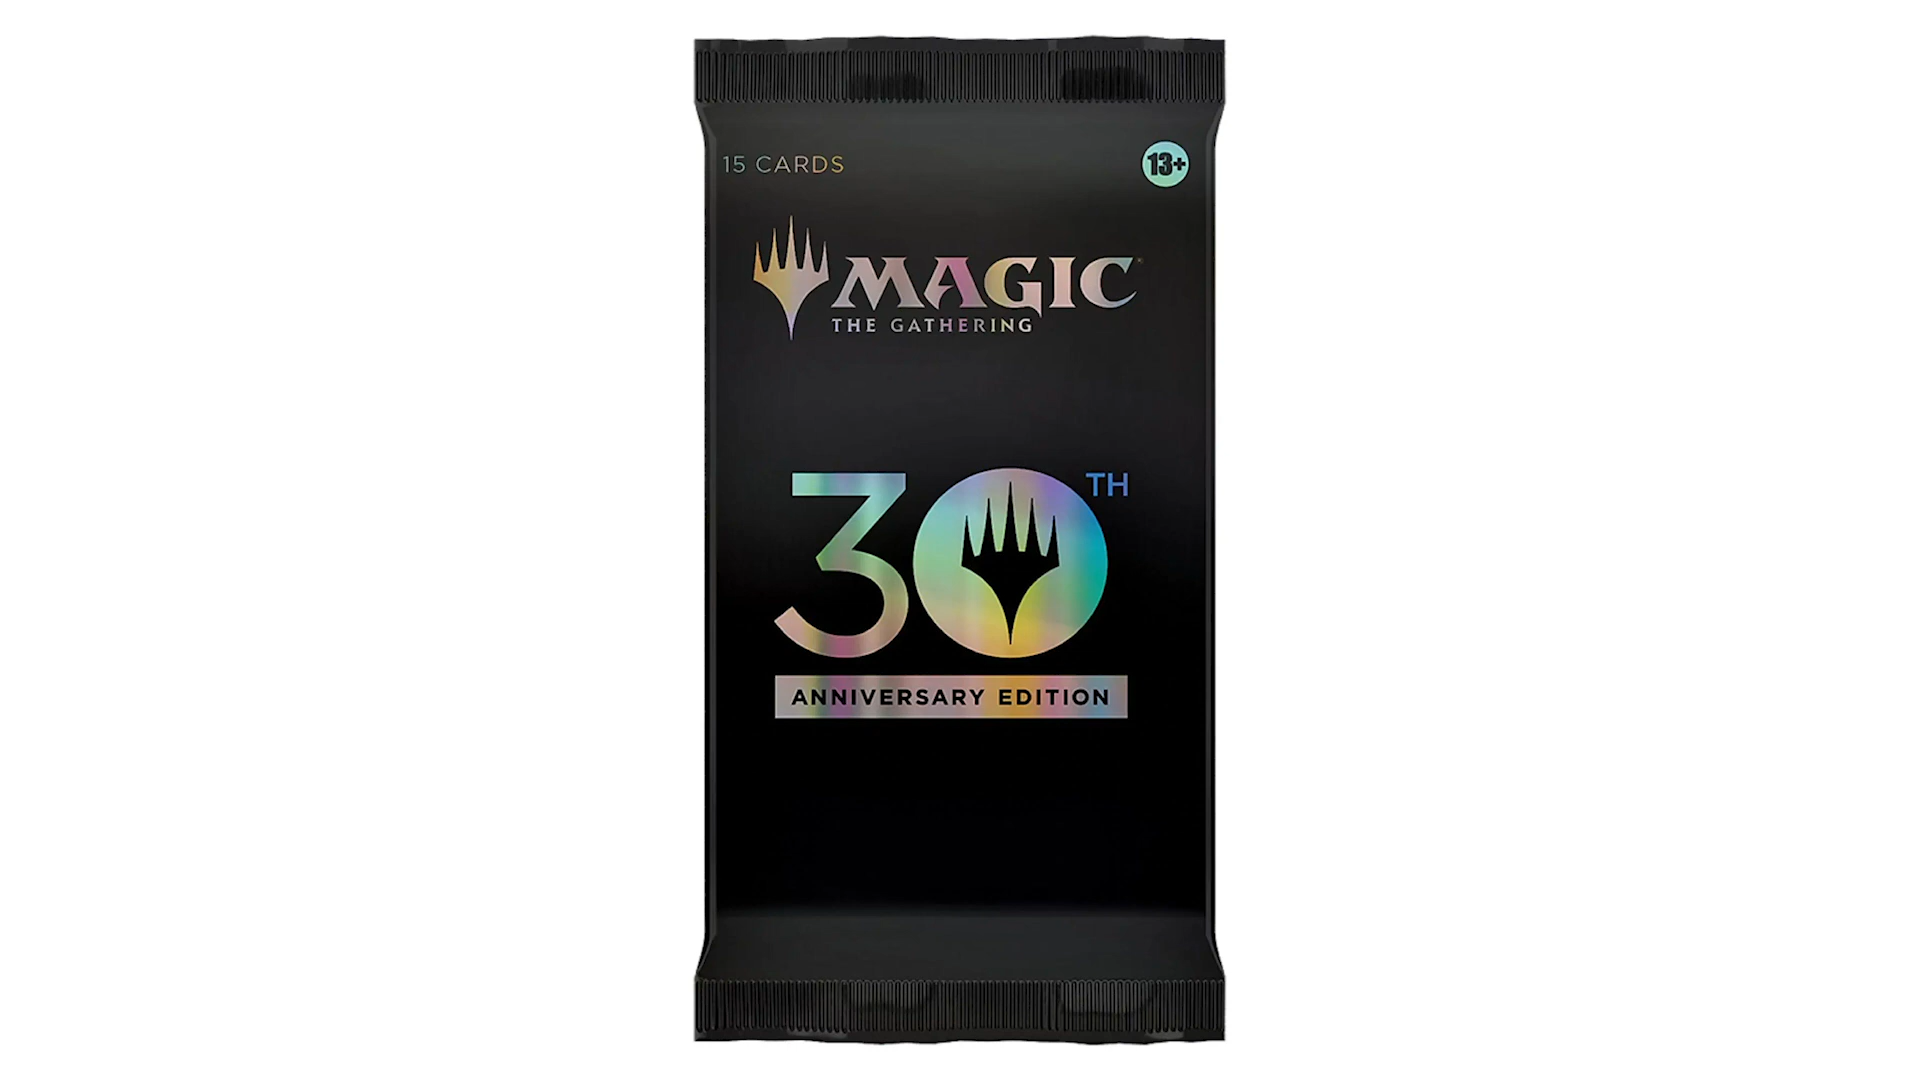 15 CARDS
13+
MAGIC
THE GATHERING
30TH
ANNIVERSARY EDITION